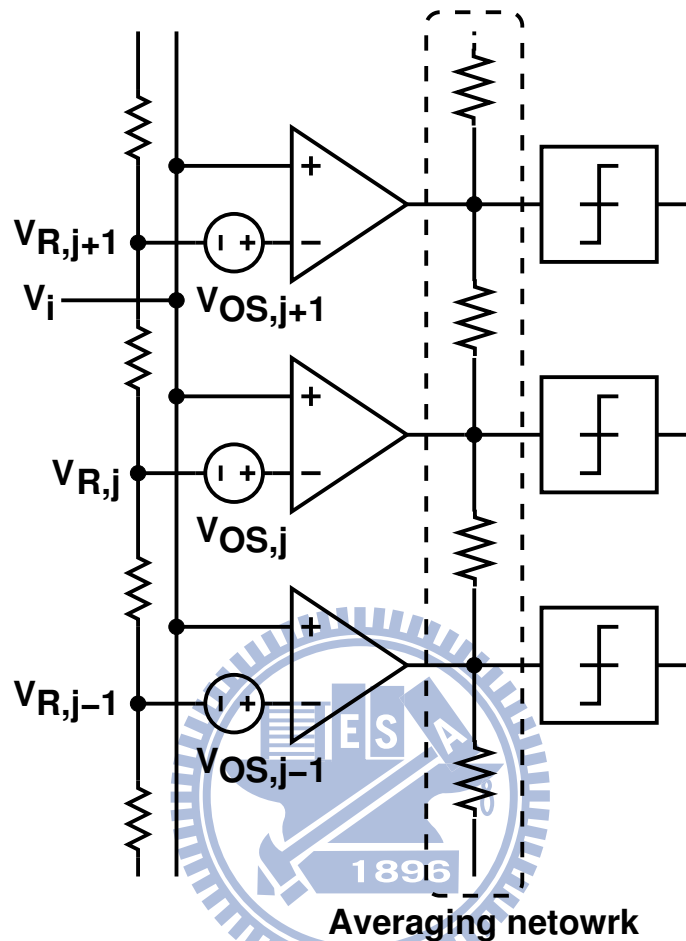 V_R,j+1
V_i
V_OS,j+1
+
−
+
−
V_R,j
V_OS,j
+
−
+
−
V_R,j−1
V_OS,j−1
+
−
+
−
E S A
1896
Averaging netowrk